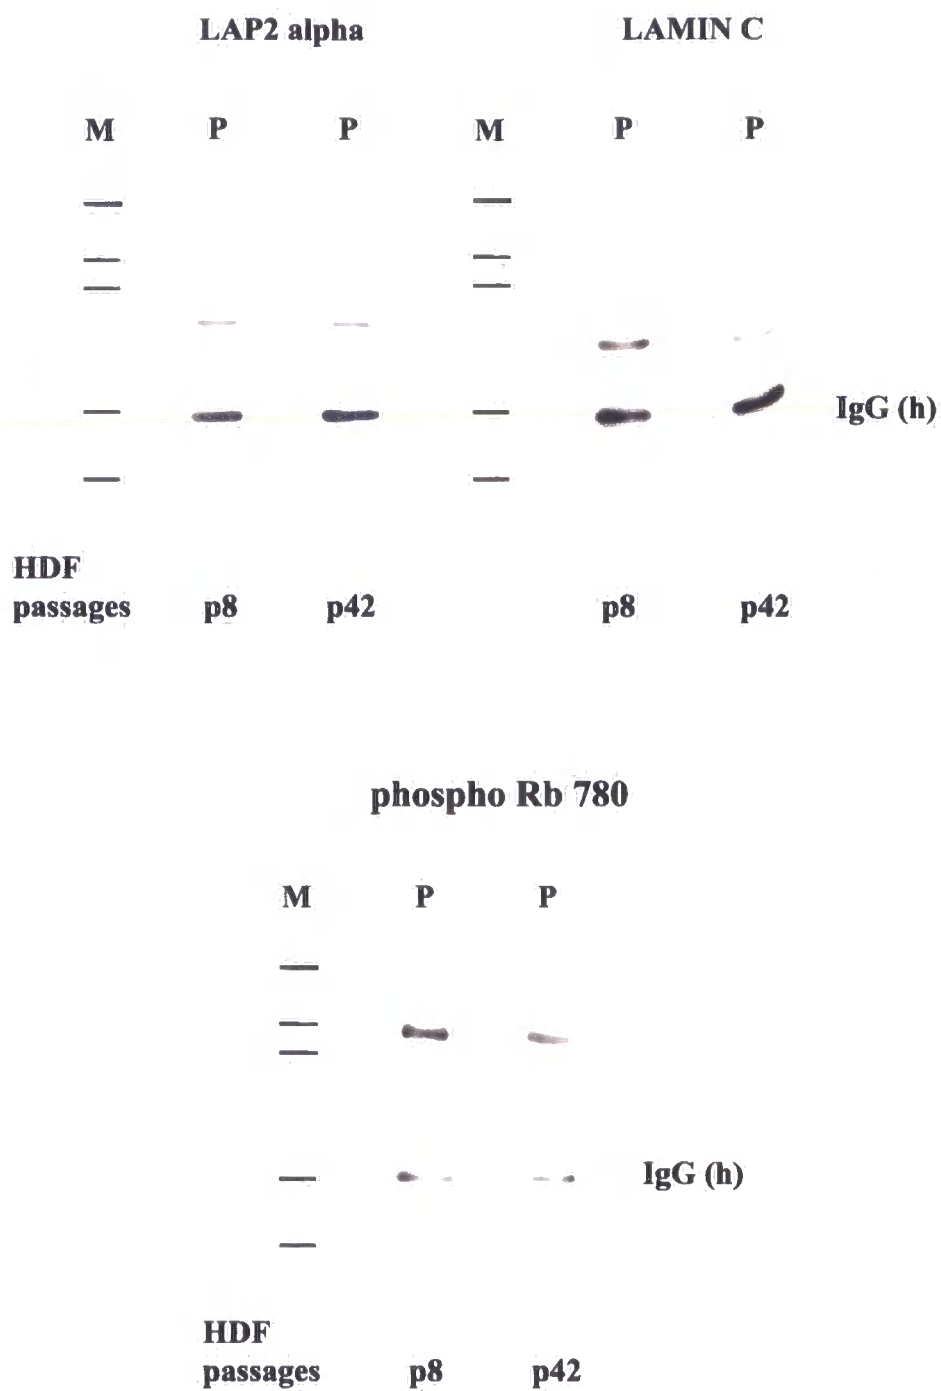 LAP2 alpha LAMIN C
M P P M P P
IgG (h)
HDF
passages p8 p42 p8 p42
phospho Rb 780
M P P
IgG (h)
HDF
passages p8 p42